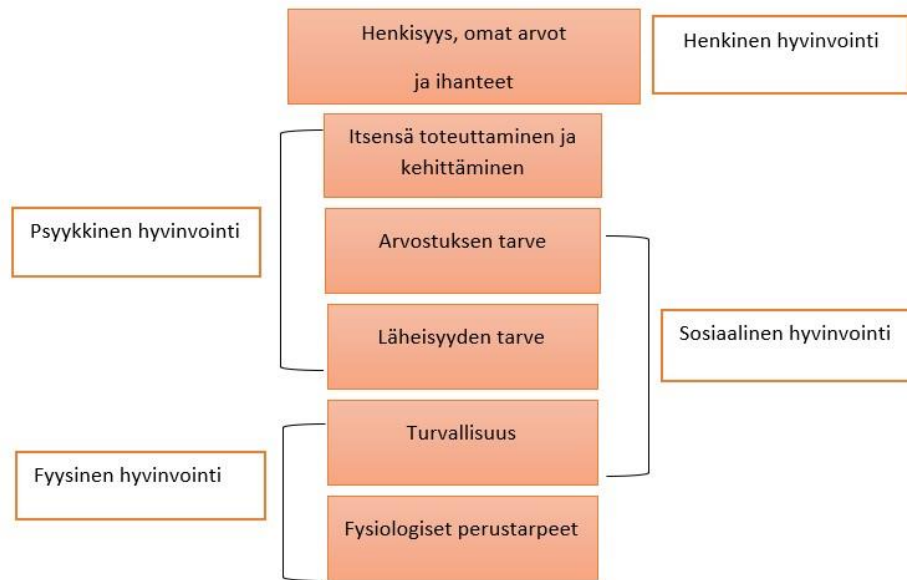 Henkisyys, omat arvot
ja ihanteet
Henkinen hyvinvointi
Itsensä toteuttaminen ja
kehittäminen
Psyykkinen hyvinvointi
Arvostuksen tarve
Läheisyyden tarve
Sosiaalinen hyvinvointi
Turvallisuus
Fyysinen hyvinvointi
Fysiologiset perustarpeet